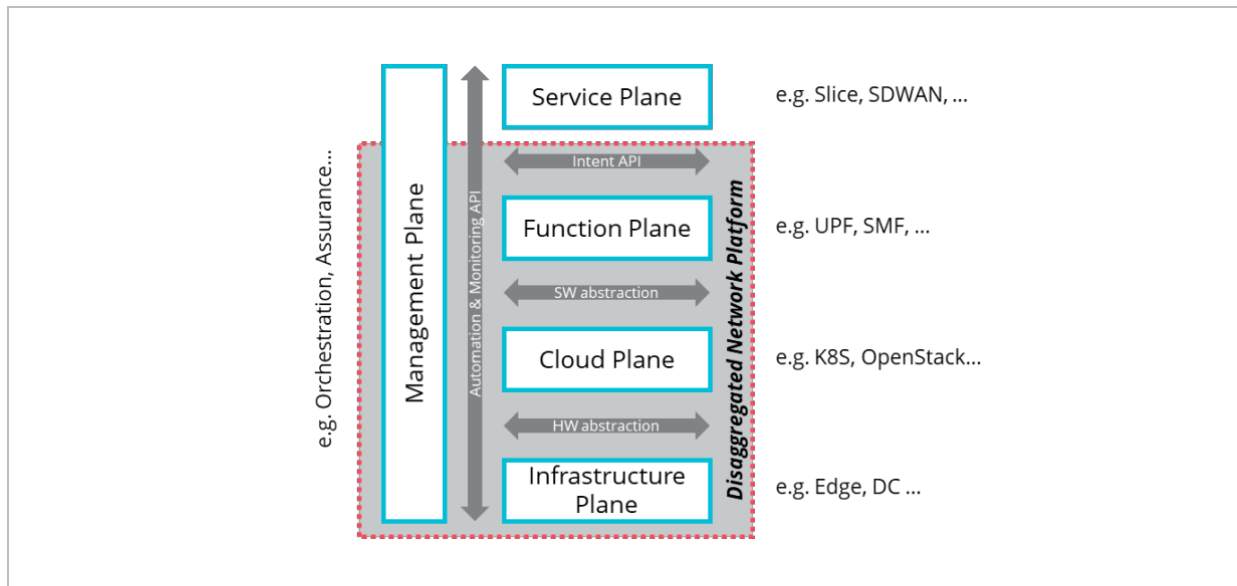 Service Plane
e.g. Slice, SDWAN, ...
Intent API
Function Plane
e.g. UPF, SMF, ...
SW abstraction
Cloud Plane
e.g. K8S, OpenStack...
HW abstraction
Infrastructure
Plane
e.g. Edge, DC ...
e.g. Orchestration, Assurance...
Management Plane
Automation & Monitoring API
Disaggregated Network Platform